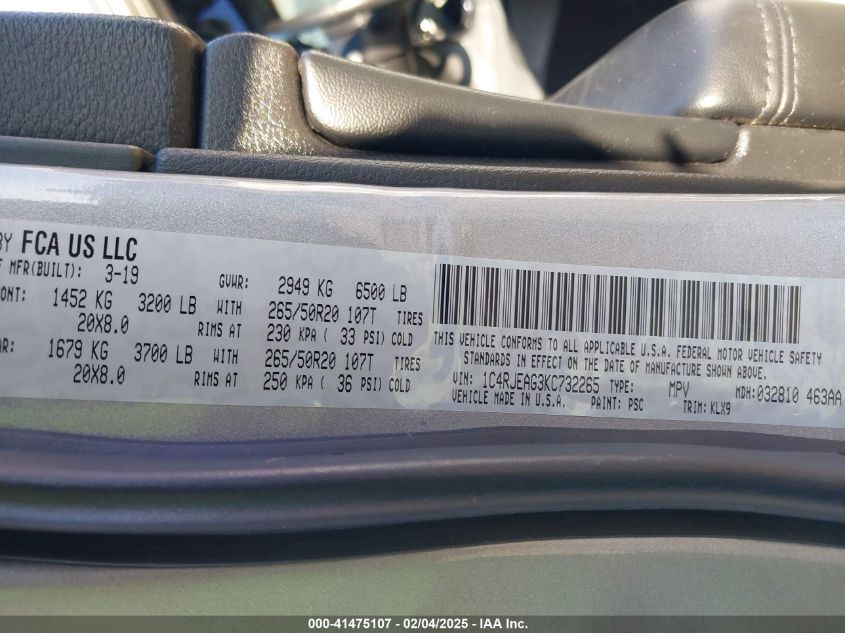 BY FCA US LLC
F MFR(BUILT): 3-19 GVWR: 2949 KG 6500 LB
ONT: 1452 KG 3200 LB WITH 265/50R20 107T TIRES
20X8.0 RIMS AT 230 KPA ( 33 PSI) COLD
AR: 1679 KG 3700 LB WITH 265/50R20 107T TIRES
20X8.0 RIMS AT 250 KPA ( 36 PSI) COLD
THIS VEHICLE CONFORMS TO ALL APPLICABLE U.S.A. FEDERAL MOTOR VEHICLE SAFETY
STANDARDS IN EFFECT ON THE DATE OF MANUFACTURE SHOWN ABOVE.
VIN: 1C4RJEAG3KC732265 TYPE: MPV MDH:032810 463AA
VEHICLE MADE IN U.S.A. PAINT: PSC TRIM: KLX9
000-41475107 - 02/04/2025 - IAA Inc.